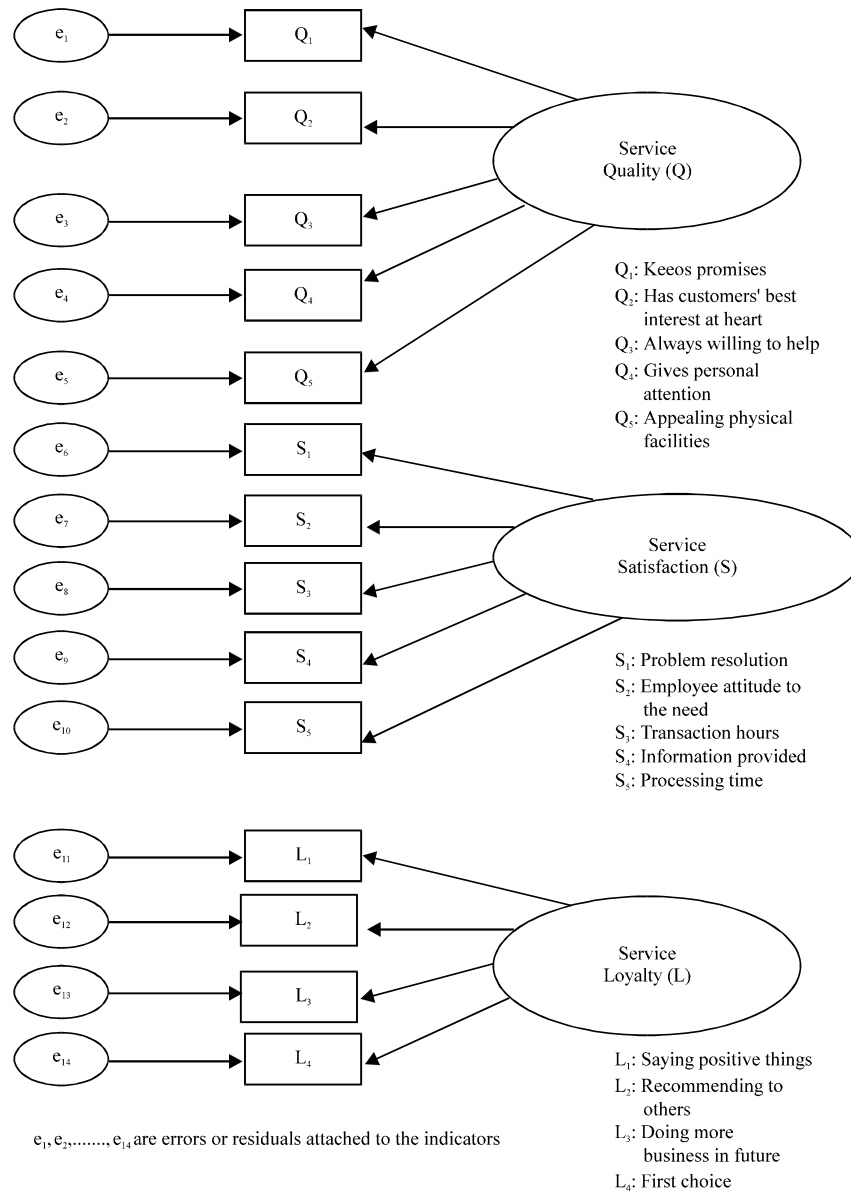 e₁
Q₁
e₂
Q₂
Service
Quality (Q)
e₃
Q₃
e₄
Q₄
e₅
Q₅
Q₁: Keeos promises
Q₂: Has customers' best
interest at heart
Q₃: Always willing to help
Q₄: Gives personal
attention
Q₅: Appealing physical
facilities
e₆
S₁
e₇
S₂
Service
Satisfaction (S)
e₈
S₃
e₉
S₄
e₁₀
S₅
S₁: Problem resolution
S₂: Employee attitude to
the need
S₃: Transaction hours
S₄: Information provided
S₅: Processing time
e₁₁
L₁
e₁₂
L₂
Service
Loyalty (L)
e₁₃
L₃
e₁₄
L₄
L₁: Saying positive things
L₂: Recommending to
others
L₃: Doing more
business in future
L₄: First choice
e₁, e₂,......., e₁₄ are errors or residuals attached to the indicators